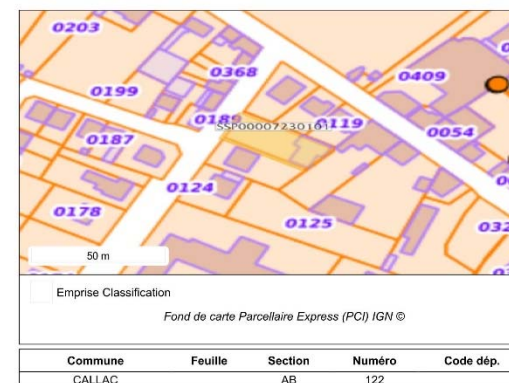 0203
0368
0409
0199
018
SSP00007230101
0119
0187
0054
0124
0178
0125
032
50 m
Emprise Classification
Fond de carte Parcellaire Express (PCI) IGN ©
Commune Feuille Section Numéro Code dép.
CALLAC AB 122